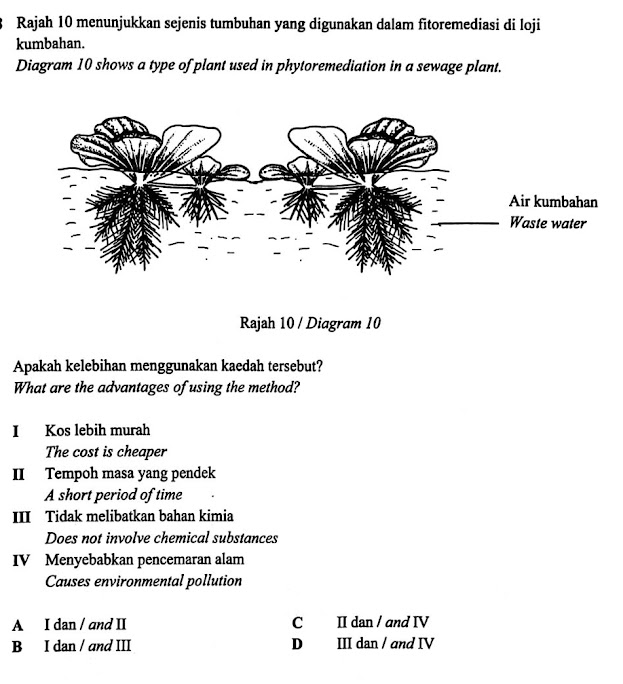 Rajah 10 menunjukkan sejenis tumbuhan yang digunakan dalam fitoremediasi di loji
kumbahan.
Diagram 10 shows a type of plant used in phytoremediation in a sewage plant.
Air kumbahan
Waste water
Rajah 10 / Diagram 10
Apakah kelebihan menggunakan kaedah tersebut?
What are the advantages of using the method?
I Kos lebih murah
The cost is cheaper
II Tempoh masa yang pendek
A short period of time
III Tidak melibatkan bahan kimia
Does not involve chemical substances
IV Menyebabkan pencemaran alam
Causes environmental pollution
A I dan / and II
C II dan / and IV
B I dan / and III
D III dan / and IV